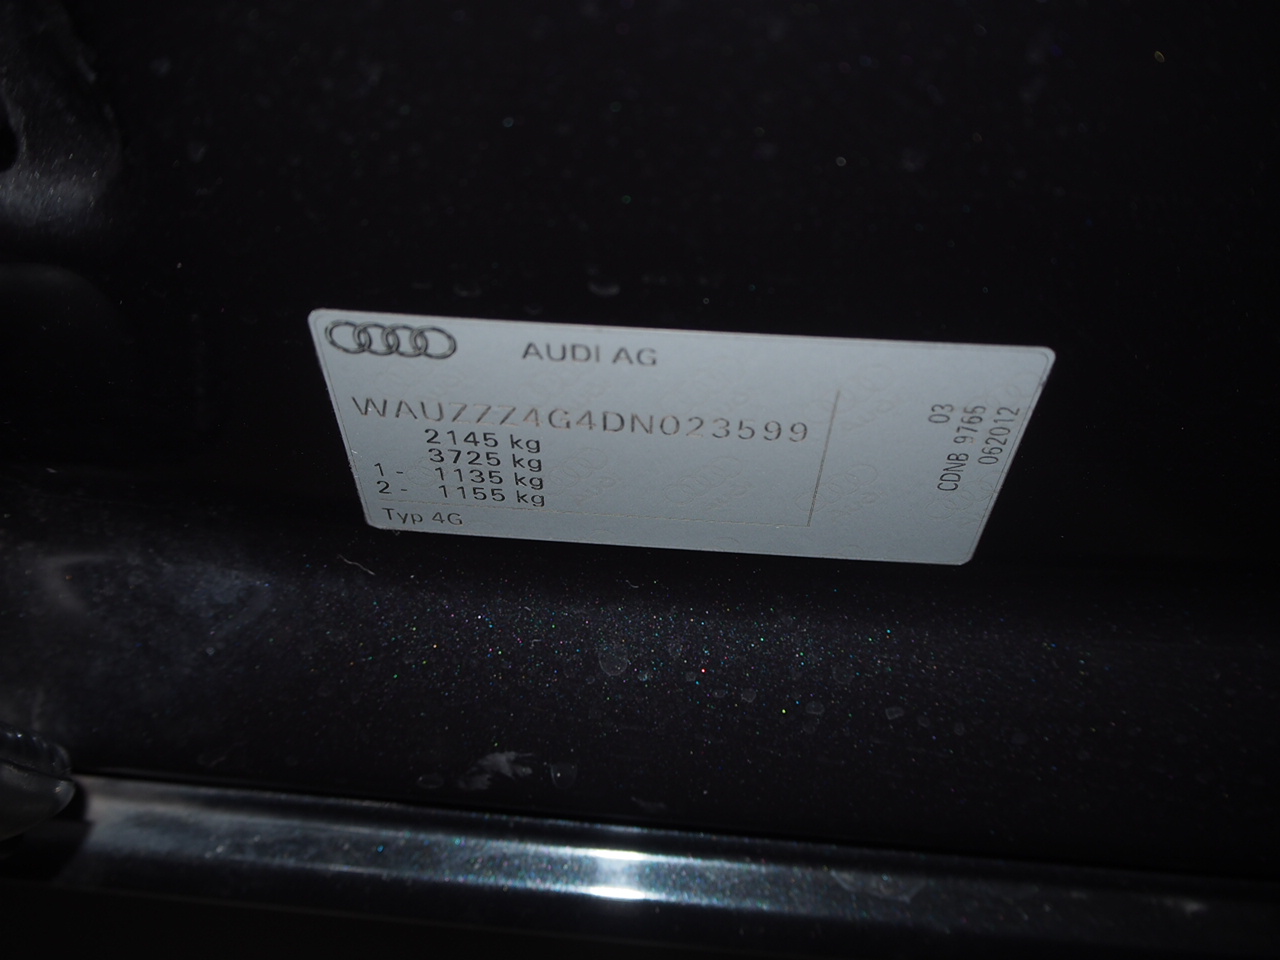 AUDI AG
WAUZZZ4G4DN023599
2145 kg
3725 kg
1 - 1135 kg
2 - 1155 kg
Typ 4G
03
CDNB 9765
062012